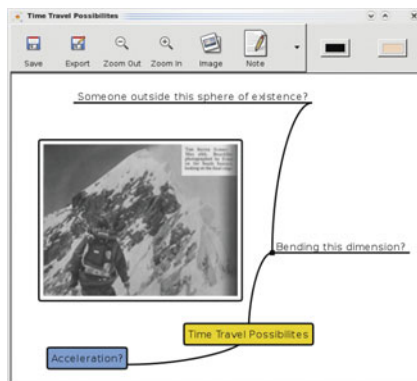 Time Travel Possibilites
Save Export Zoom Out Zoom In Image Note
Someone outside this sphere of existence?
Bending this dimension?
Time Travel Possibilites
Acceleration?